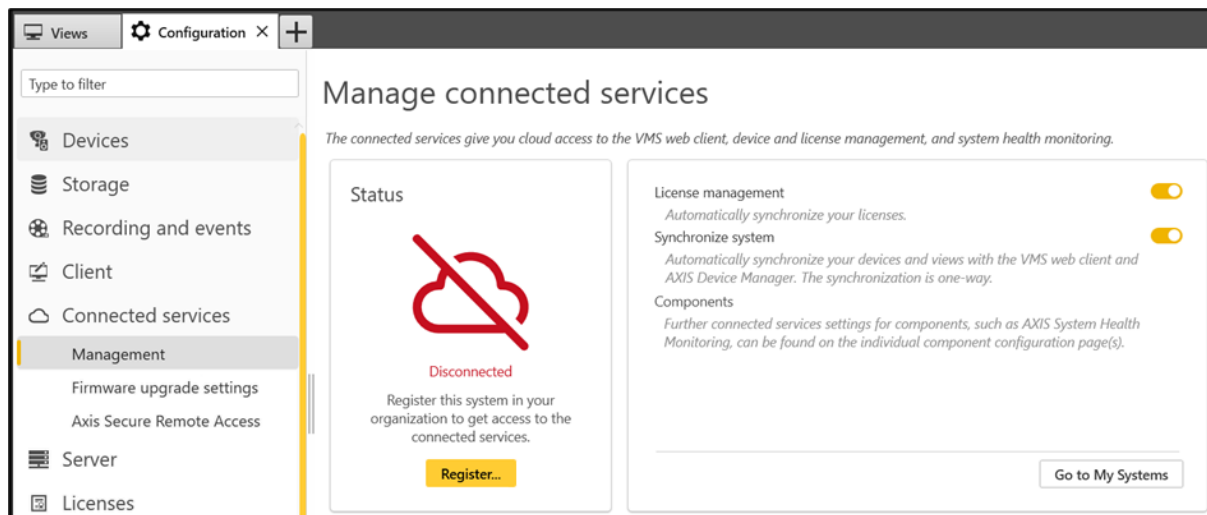 Views
Configuration
Type to filter
Devices
Storage
Recording and events
Client
Connected services
Management
Firmware upgrade settings
Axis Secure Remote Access
Server
Licenses
Manage connected services
The connected services give you cloud access to the VMS web client, device and license management, and system health monitoring.
Status
Disconnected
Register this system in your
organization to get access to the
connected services.
Register...
License management
Automatically synchronize your licenses.
Synchronize system
Automatically synchronize your devices and views with the VMS web client and
AXIS Device Manager. The synchronization is one-way.
Components
Further connected services settings for components, such as AXIS System Health
Monitoring, can be found on the individual component configuration page(s).
Go to My Systems